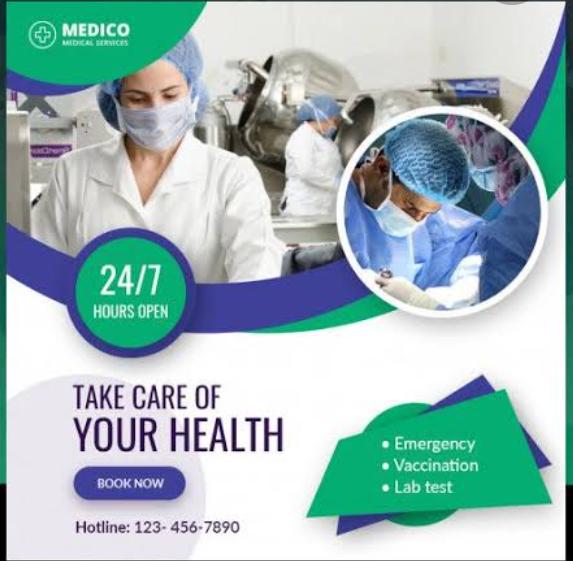 MEDICO
MEDICAL SERVICES
24/7
HOURS OPEN
TAKE CARE OF
YOUR HEALTH
BOOK NOW
Hotline: 123- 456-7890
• Emergency
• Vaccination
• Lab test